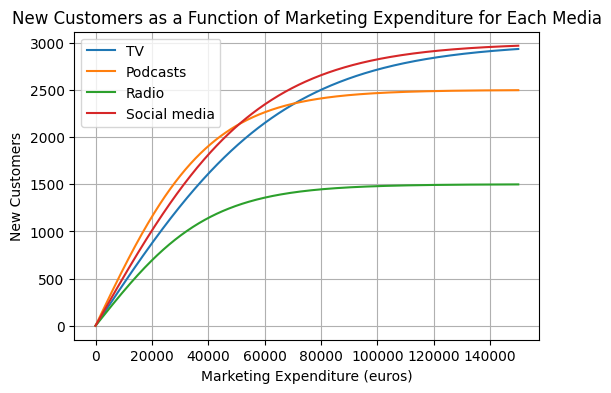 New Customers as a Function of Marketing Expenditure for Each Media
TV
Podcasts
Radio
Social media
3000
2500
2000
1500
1000
500
0
New Customers
0 20000 40000 60000 80000 100000 120000 140000
Marketing Expenditure (euros)